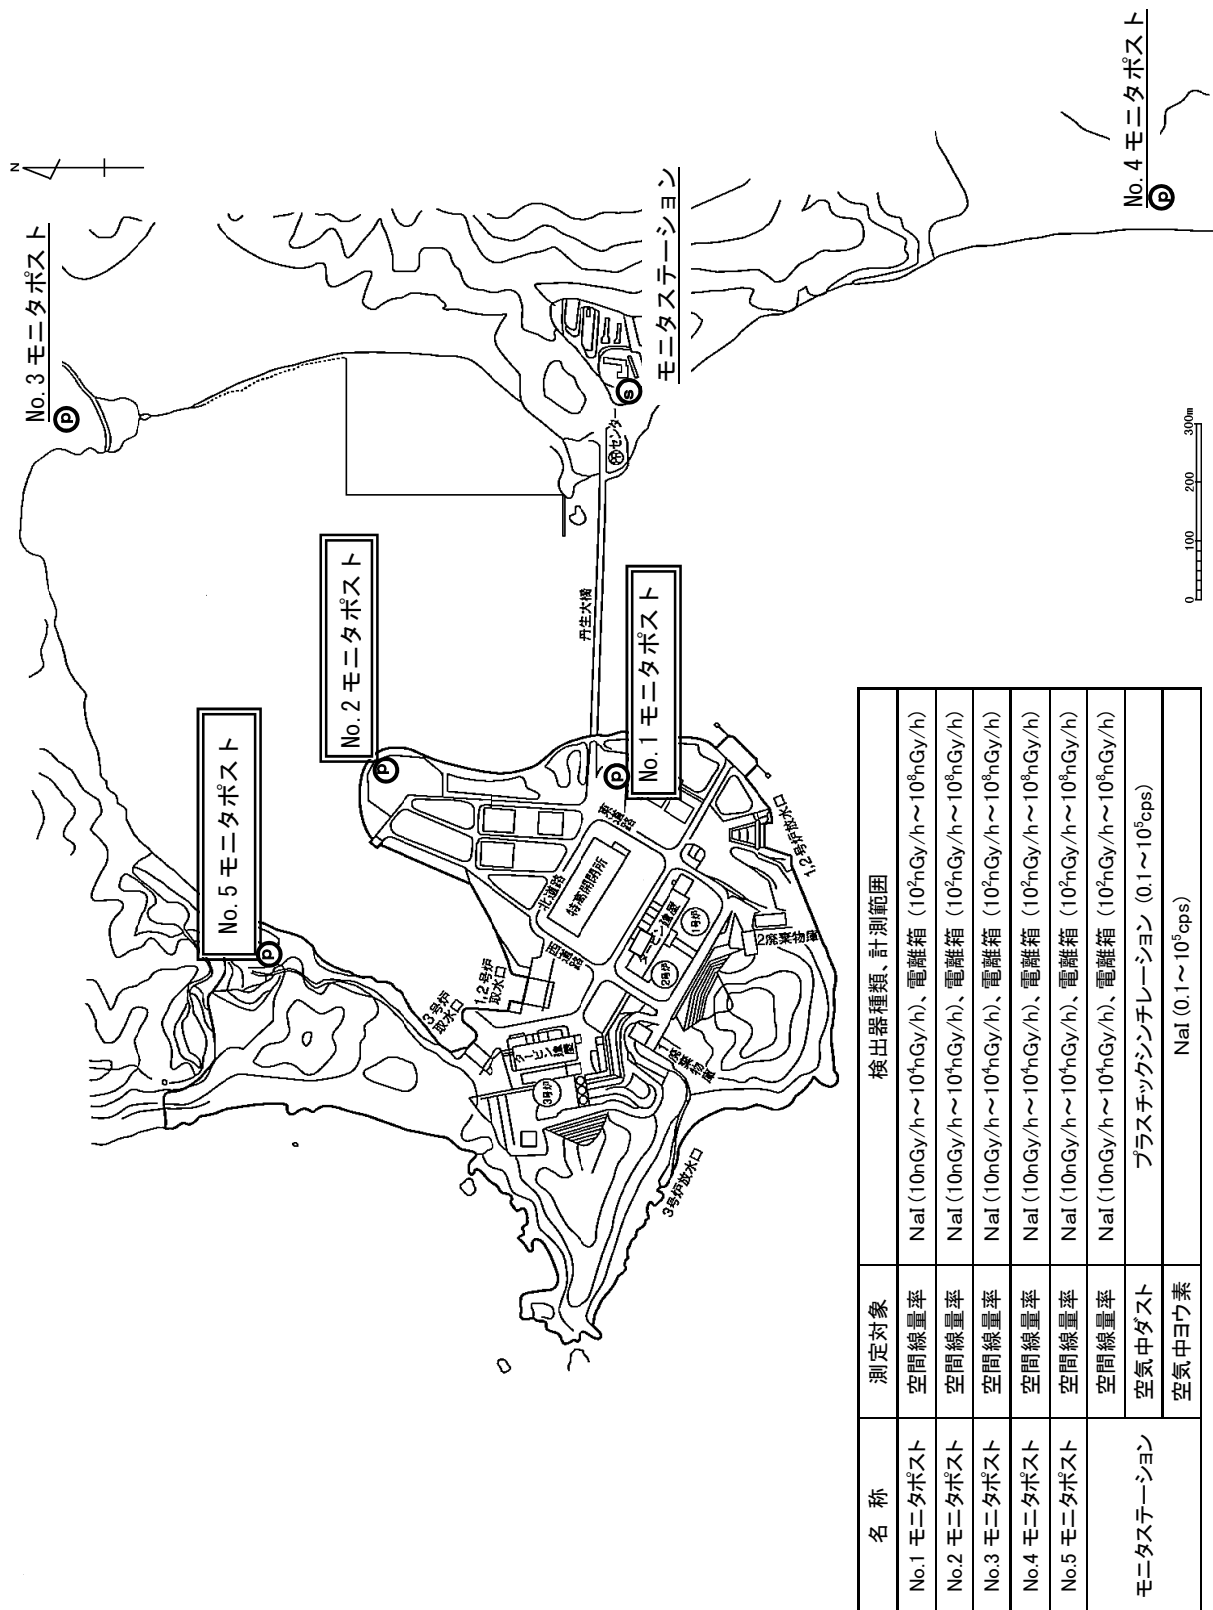 N
No. 3 モニタポスト
P
No. 5 モニタポスト
P
No. 2 モニタポスト
P
モニタステーション
S
No. 4 モニタポスト
P
センター
丹生大橋
No. 1 モニタポスト
P
東道路
北道路
特高開閉所
西道路
1,2号炉
取水口
3号炉
取水口
タービン建屋
1号炉
2号炉
タービン建屋
3号炉
2廃棄物庫
1廃棄物庫
1,2号炉放水口
3号炉放水口
0 100 200 300m
名 称 測定対象 検出器種類、計測範囲
No.1 モニタポスト 空間線量率 NaI (10nGy/h～10⁴nGy/h)、電離箱 (10²nGy/h～10⁸nGy/h)
No.2 モニタポスト 空間線量率 NaI (10nGy/h～10⁴nGy/h)、電離箱 (10²nGy/h～10⁸nGy/h)
No.3 モニタポスト 空間線量率 NaI (10nGy/h～10⁴nGy/h)、電離箱 (10²nGy/h～10⁸nGy/h)
No.4 モニタポスト 空間線量率 NaI (10nGy/h～10⁴nGy/h)、電離箱 (10²nGy/h～10⁸nGy/h)
No.5 モニタポスト 空間線量率 NaI (10nGy/h～10⁴nGy/h)、電離箱 (10²nGy/h～10⁸nGy/h)
モニタステーション 空間線量率 NaI (10nGy/h～10⁴nGy/h)、電離箱 (10²nGy/h～10⁸nGy/h)
空気中ダスト プラスチックシンチレーション (0.1～10⁵cps)
空気中ヨウ素 NaI (0.1～10⁵cps)